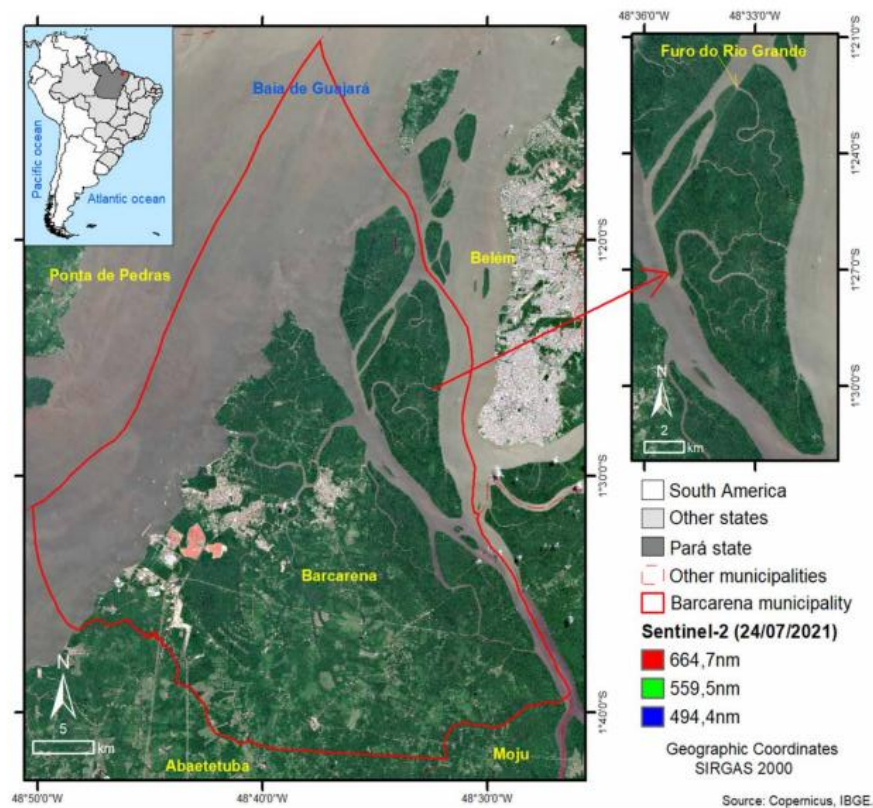 Pacific ocean
Atlantic ocean
Baia de Guajará
Ponta de Pedras
Belém
Barcarena
Abaetetuba
Moju
N
5
km
48°50'0"W
48°40'0"W
48°30'0"W
1°20'0"S
1°30'0"S
1°40'0"S
48°36'0"W
48°33'0"W
Furo do Rio Grande
1°21'0"S
1°24'0"S
1°27'0"S
1°30'0"S
N
2
km
South America
Other states
Pará state
Other municipalities
Barcarena municipality
Sentinel-2 (24/07/2021)
664,7nm
559,5nm
494,4nm
Geographic Coordinates
SIRGAS 2000
Source: Copernicus, IBGE.